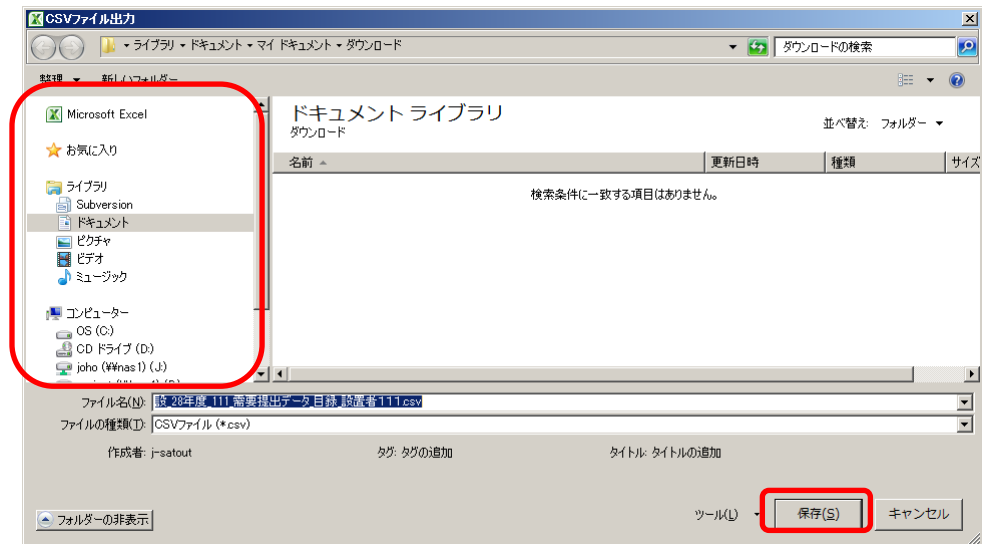 CSVファイル出力
ライブラリ ドキュメント マイ ドキュメント ダウンロード
ダウンロードの検索
整理 新しいフォルダー
Microsoft Excel
お気に入り
ライブラリ
Subversion
ドキュメント
ピクチャ
ビデオ
ミュージック
コンピューター
OS (C:)
CD ドライブ (D:)
joho (¥¥nas1) (J:)
ドキュメント ライブラリ
ダウンロード
並べ替え: フォルダー
名前 更新日時 種類 サイズ
検索条件に一致する項目はありません。
ファイル名(N): 28年度_111_需要提出データ目録_設置者111.csv
ファイルの種類(T): CSVファイル (*.csv)
作成者: j-satout タグ: タグの追加 タイトル: タイトルの追加
フォルダーの非表示
ツール(L) 保存(S) キャンセル